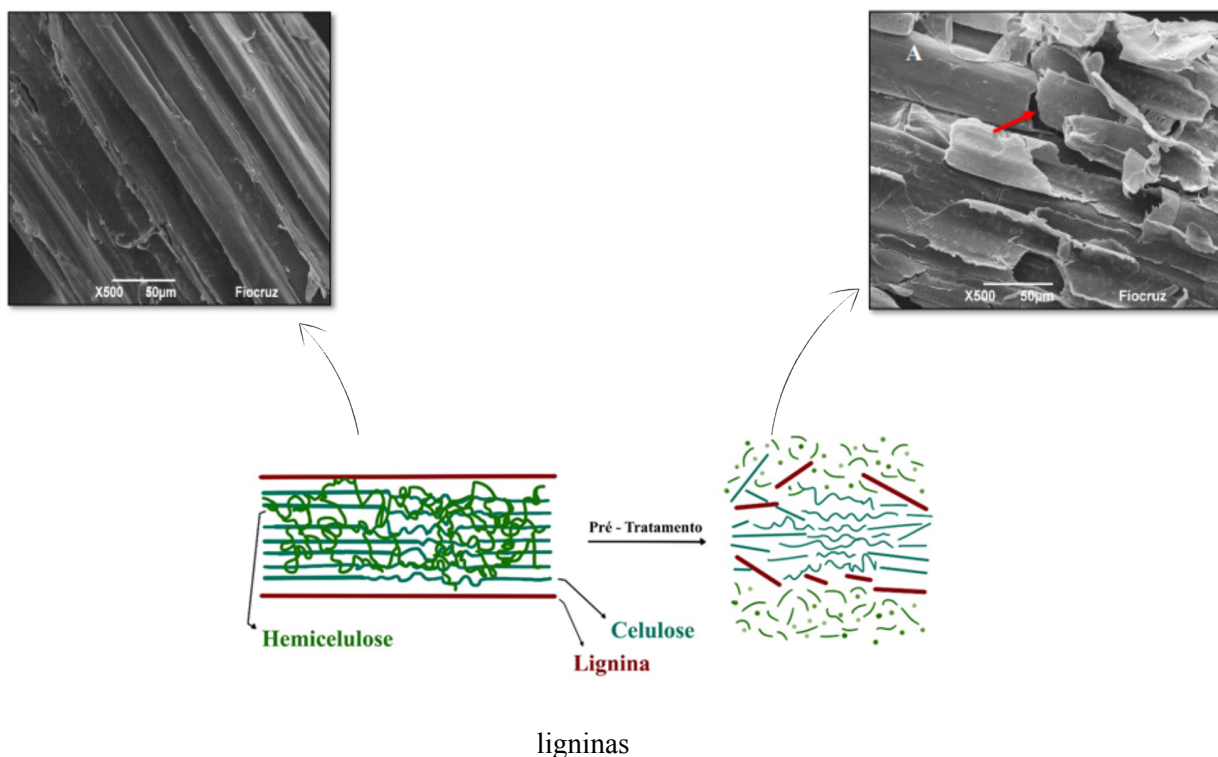 A
X500 50µm Fiocruz
X500 50µm Fiocruz
Pré - Tratamento
Hemicelulose
Celulose
Lignina
ligninas